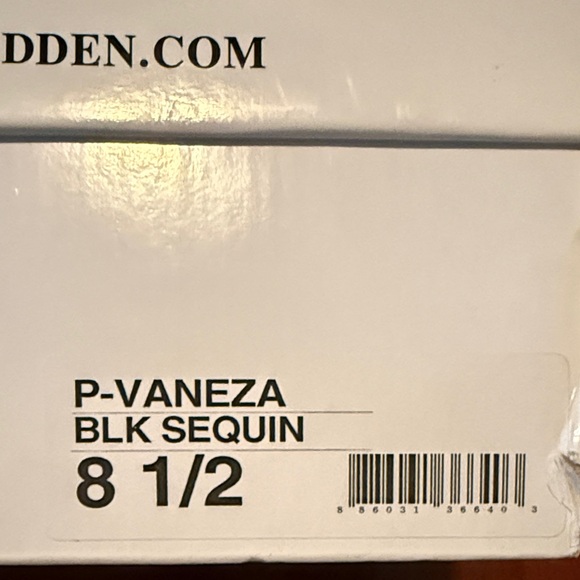 DDEN.COM
P-VANEZA
BLK SEQUIN
8 1/2
8 86031 36640 3